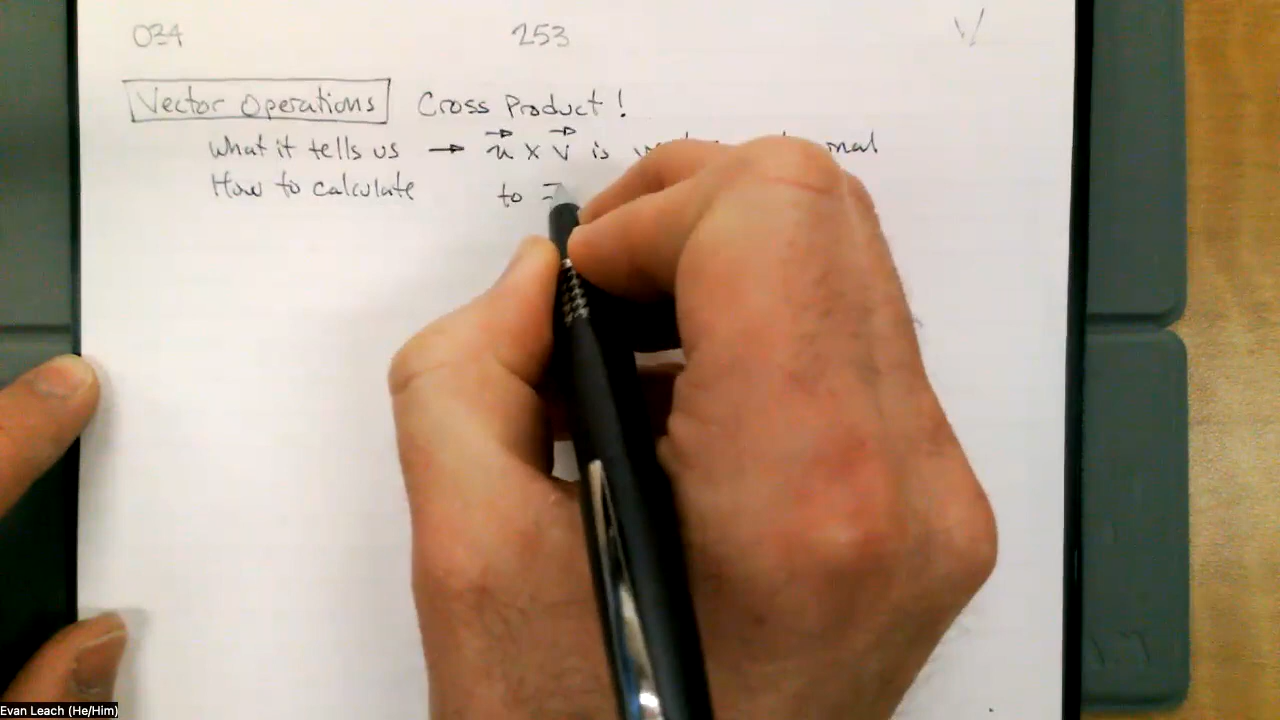 034 253 V
Vector Operations Cross Product!
What it tells us → u⃗ × v⃗ is
How to calculate to
Evan Leach (He/Him)